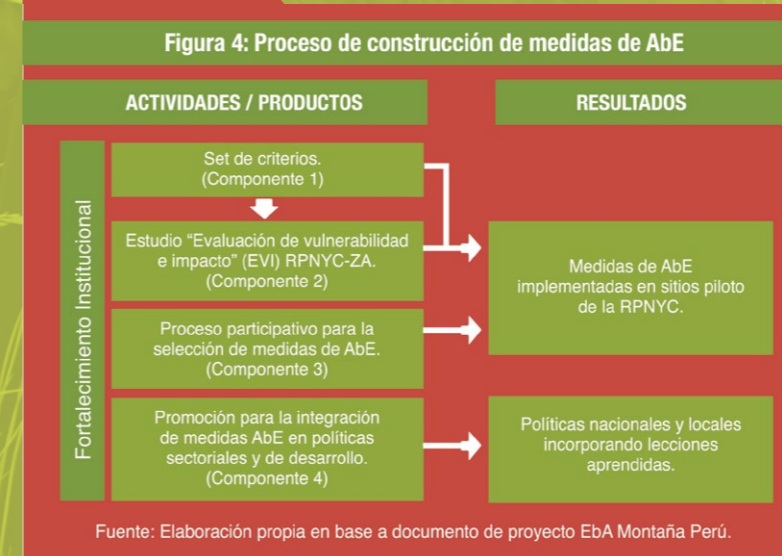 Figura 4: Proceso de construcción de medidas de AbE
ACTIVIDADES / PRODUCTOS
RESULTADOS
Fortalecimiento Institucional
Set de criterios.
(Componente 1)
Estudio “Evaluación de vulnerabilidad
e impacto” (EVI) RPNYC-ZA.
(Componente 2)
Proceso participativo para la
selección de medidas de AbE.
(Componente 3)
Promoción para la integración
de medidas AbE en políticas
sectoriales y de desarrollo.
(Componente 4)
Medidas de AbE
implementadas en sitios piloto
de la RPNYC.
Políticas nacionales y locales
incorporando lecciones
aprendidas.
Fuente: Elaboración propia en base a documento de proyecto EbA Montaña Perú.